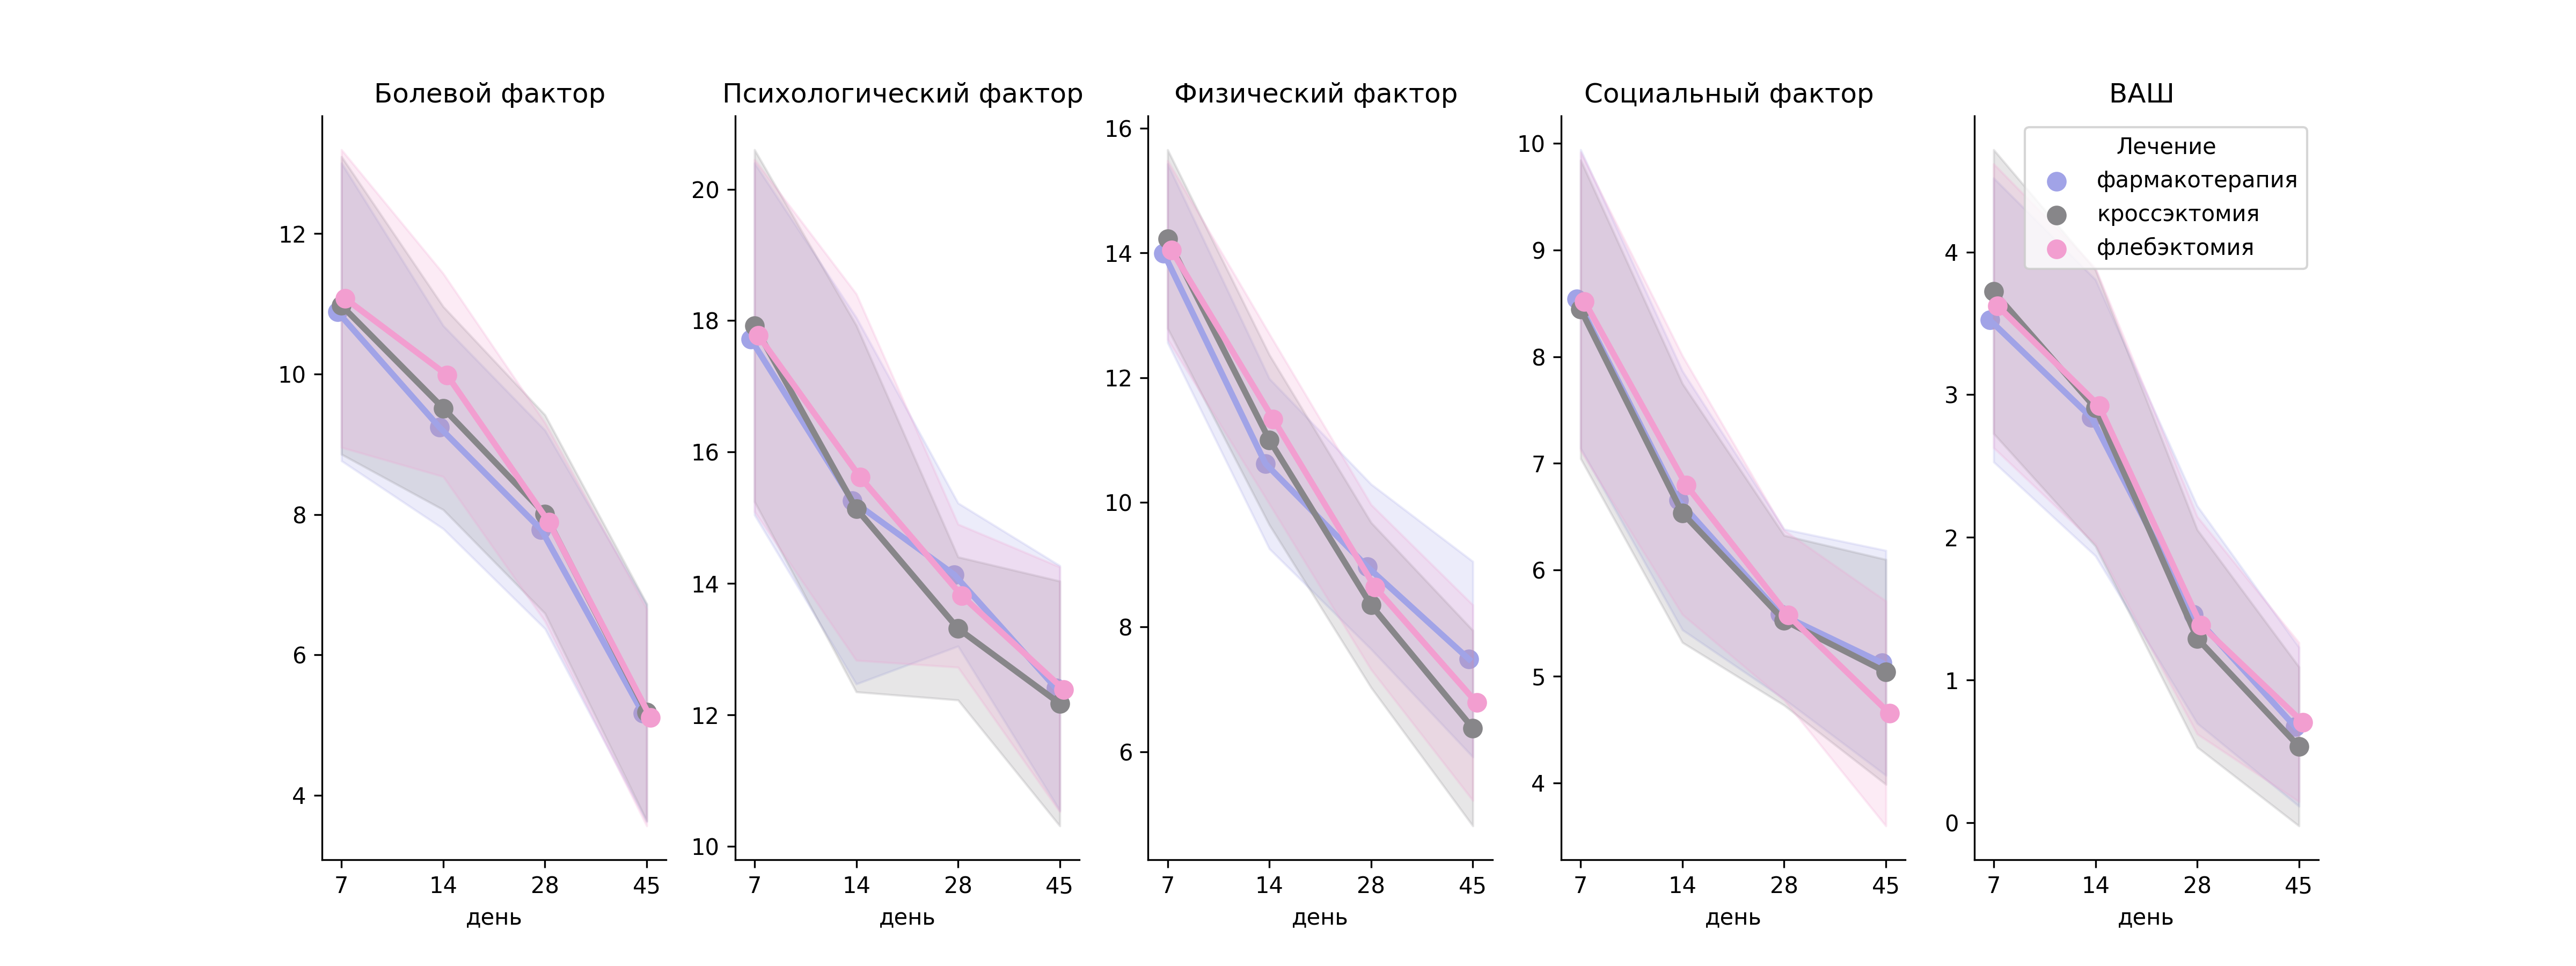 Болевой фактор
12
10
8
6
4
7 14 28 45
день
Психологический фактор
20
18
16
14
12
10
7 14 28 45
день
Физический фактор
16
14
12
10
8
6
7 14 28 45
день
Социальный фактор
10
9
8
7
6
5
4
7 14 28 45
день
ВАШ
Лечение
фармакотерапия
кроссэктомия
флебэктомия
4
3
2
1
0
7 14 28 45
день